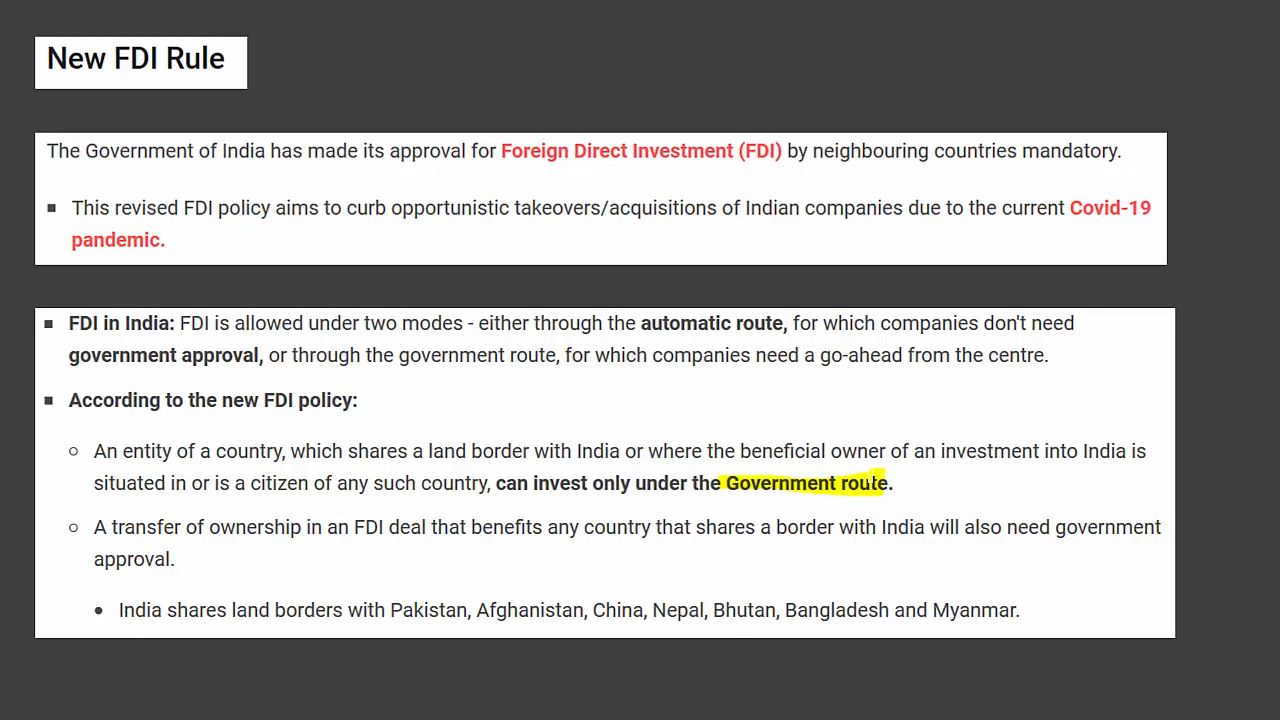 New FDI Rule
The Government of India has made its approval for Foreign Direct Investment (FDI) by neighbouring countries mandatory.
This revised FDI policy aims to curb opportunistic takeovers/acquisitions of Indian companies due to the current Covid-19
pandemic.
FDI in India: FDI is allowed under two modes - either through the automatic route, for which companies don't need
government approval, or through the government route, for which companies need a go-ahead from the centre.
According to the new FDI policy:
An entity of a country, which shares a land border with India or where the beneficial owner of an investment into India is
situated in or is a citizen of any such country, can invest only under the Government route.
A transfer of ownership in an FDI deal that benefits any country that shares a border with India will also need government
approval.
India shares land borders with Pakistan, Afghanistan, China, Nepal, Bhutan, Bangladesh and Myanmar.